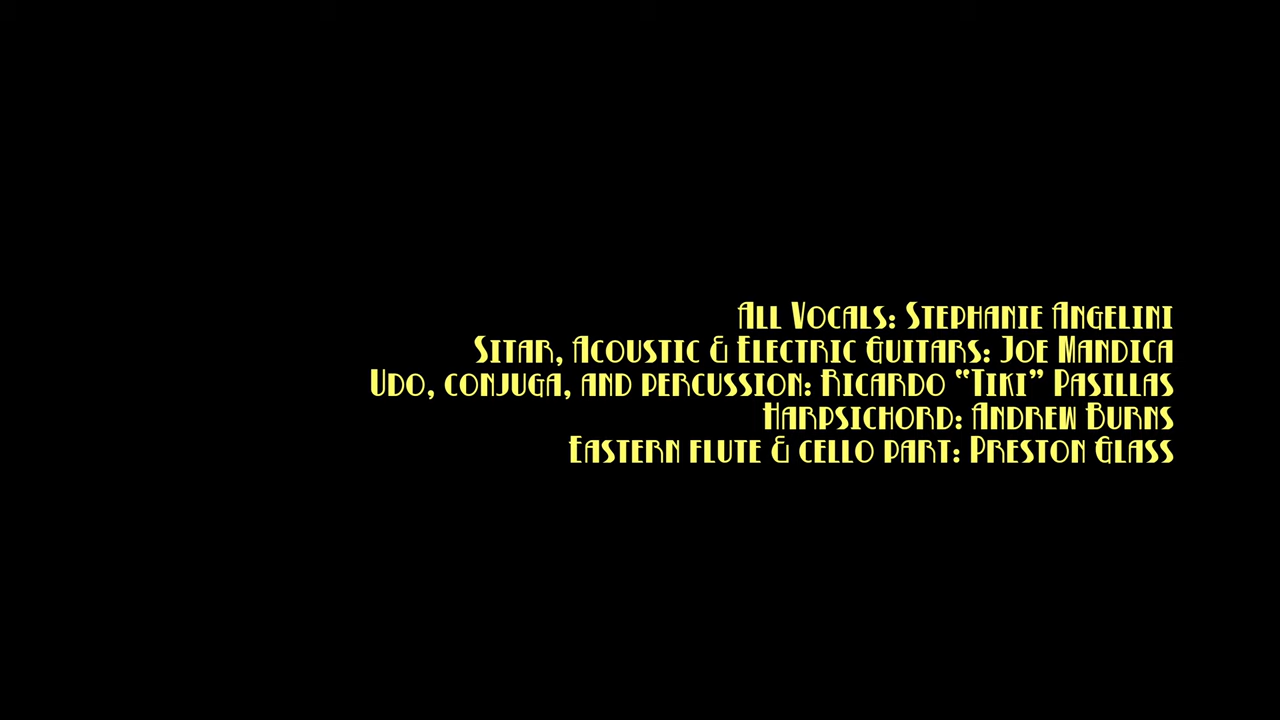 All Vocals: Stephanie Angelini
Sitar, Acoustic & Electric Guitars: Joe Mandica
Udo, conjuga, and percussion: Ricardo “Tiki” Pasillas
Harpsichord: Andrew Burns
Eastern flute & cello part: Preston Glass